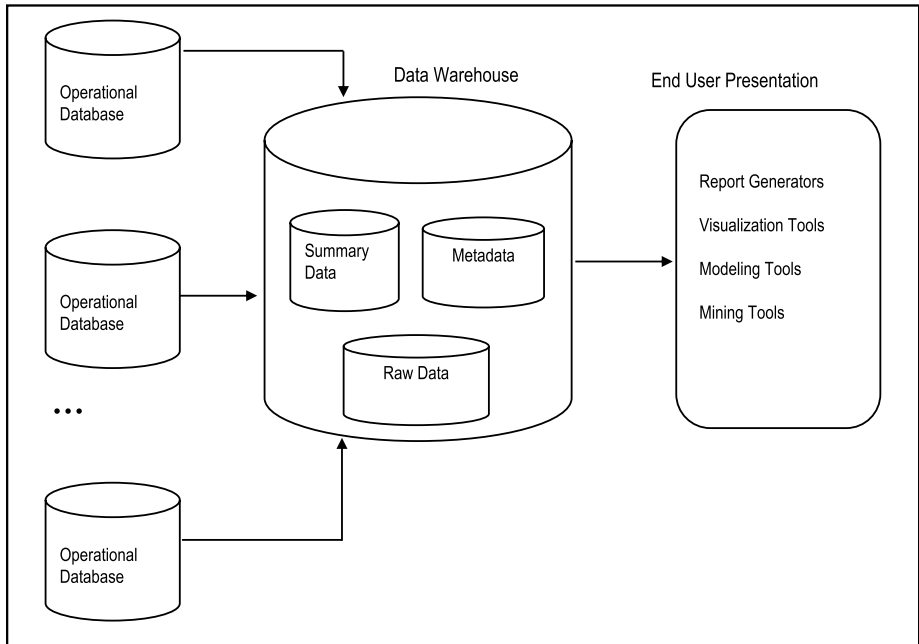 Data Warehouse
End User Presentation
Operational
Database
Operational
Database
...
Operational
Database
Summary
Data
Metadata
Raw Data
Report Generators
Visualization Tools
Modeling Tools
Mining Tools